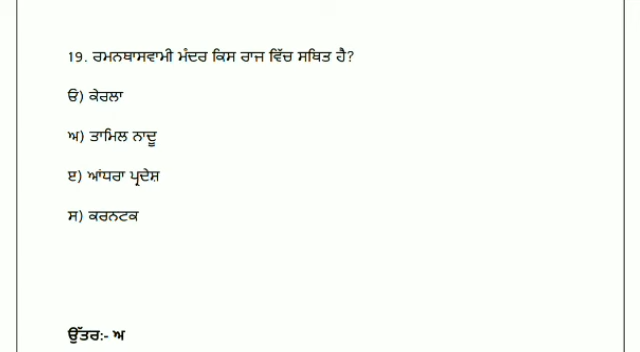 19. ਰਮਨਥਾਸਵਾਮੀ ਮੰਦਰ ਕਿਸ ਰਾਜ ਵਿੱਚ ਸਥਿਤ ਹੈ?
ੳ) ਕੇਰਲਾ
ਅ) ਤਾਮਿਲ ਨਾਦੂ
ੲ) ਆਂਧਰਾ ਪ੍ਰਦੇਸ਼
ਸ) ਕਰਨਟਕ
ਉੱਤਰ:- ਅ